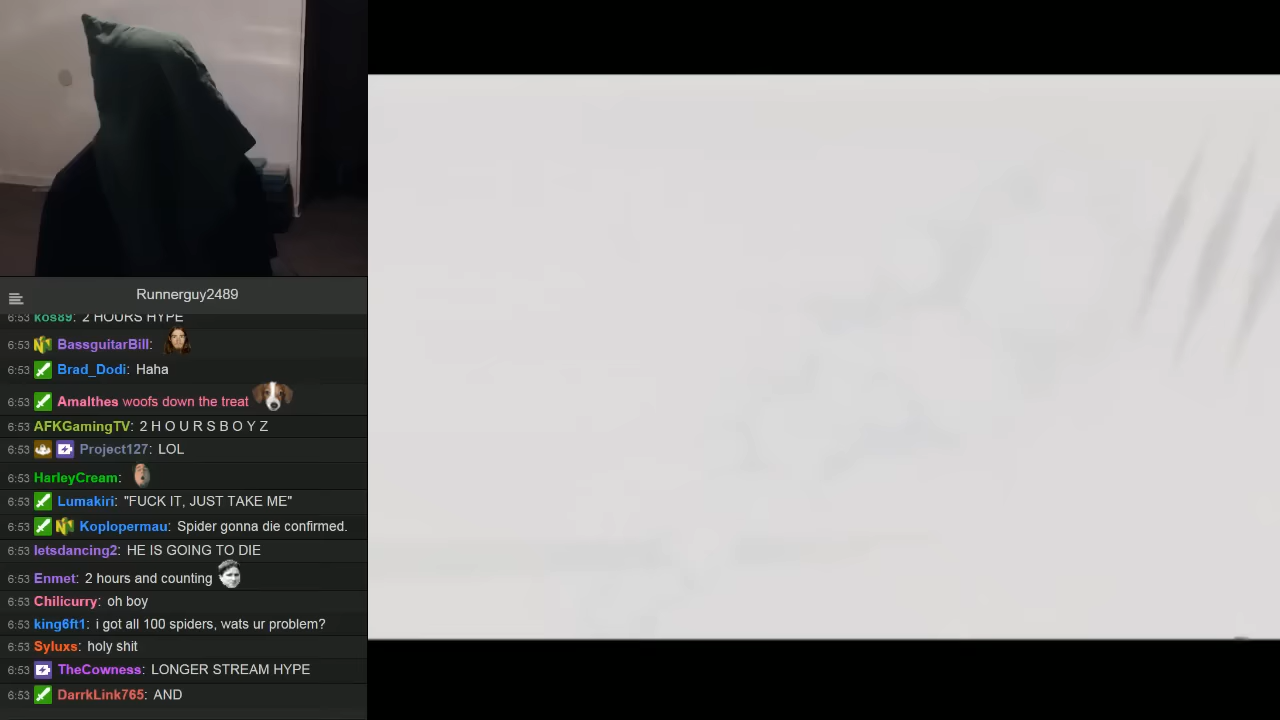 Runnerguy2489
6:53 kos89: 2 HOURS HYPE
6:53 BassguitarBill:
6:53 Brad_Dodi: Haha
6:53 Amalthes woofs down the treat
6:53 AFKGamingTV: 2 H O U R S B O Y Z
6:53 Project127: LOL
6:53 HarleyCream:
6:53 Lumakiri: "FUCK IT, JUST TAKE ME"
6:53 Koplopermau: Spider gonna die confirmed.
6:53 letsdancing2: HE IS GOING TO DIE
6:53 Enmet: 2 hours and counting
6:53 Chilicurry: oh boy
6:53 king6ft1: i got all 100 spiders, wats ur problem?
6:53 Syluxs: holy shit
6:53 TheCowness: LONGER STREAM HYPE
6:53 DarrkLink765: AND